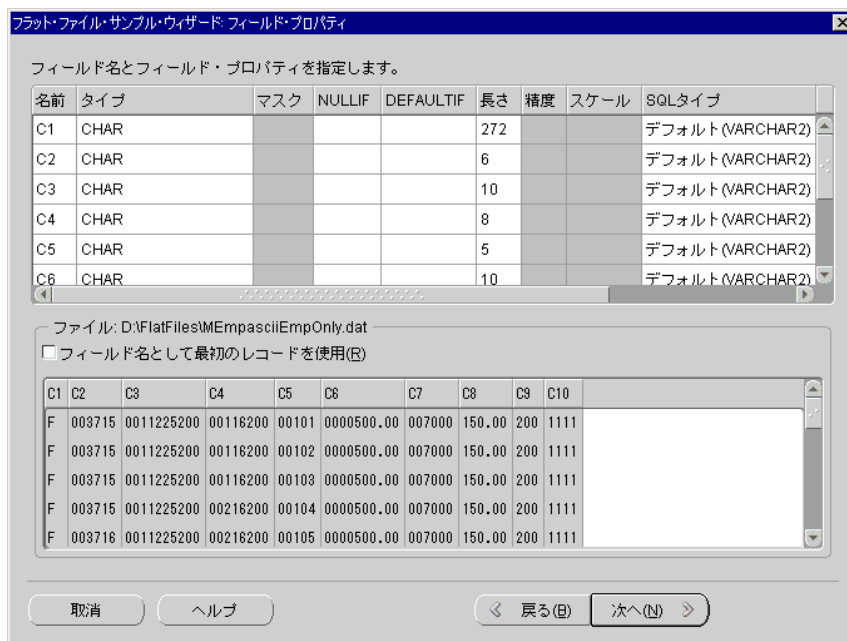 フラット・ファイル・サンプル・ウィザード: フィールド・プロパティ
フィールド名とフィールド・プロパティを指定します。
名前 タイプ マスク NULLIF DEFAULTIF 長さ 精度 スケール SQLタイプ
C1 CHAR 272 デフォルト(VARCHAR2)
C2 CHAR 6 デフォルト(VARCHAR2)
C3 CHAR 10 デフォルト(VARCHAR2)
C4 CHAR 8 デフォルト(VARCHAR2)
C5 CHAR 5 デフォルト(VARCHAR2)
C6 CHAR 10 デフォルト(VARCHAR2)
ファイル: D:\FlatFiles\MEmpasciiEmpOnly.dat
フィールド名として最初のレコードを使用(R)
C1 C2 C3 C4 C5 C6 C7 C8 C9 C10
F 003715 0011225200 00116200 00101 0000500.00 007000 150.00 200 1111
F 003715 0011225200 00116200 00102 0000500.00 007000 150.00 200 1111
F 003715 0011225200 00116200 00103 0000500.00 007000 150.00 200 1111
F 003715 0011225200 00216200 00104 0000500.00 007000 150.00 200 1111
F 003716 0011225200 00216200 00105 0000500.00 007000 150.00 200 1111
取消 ヘルプ 戻る(B) 次へ(N)